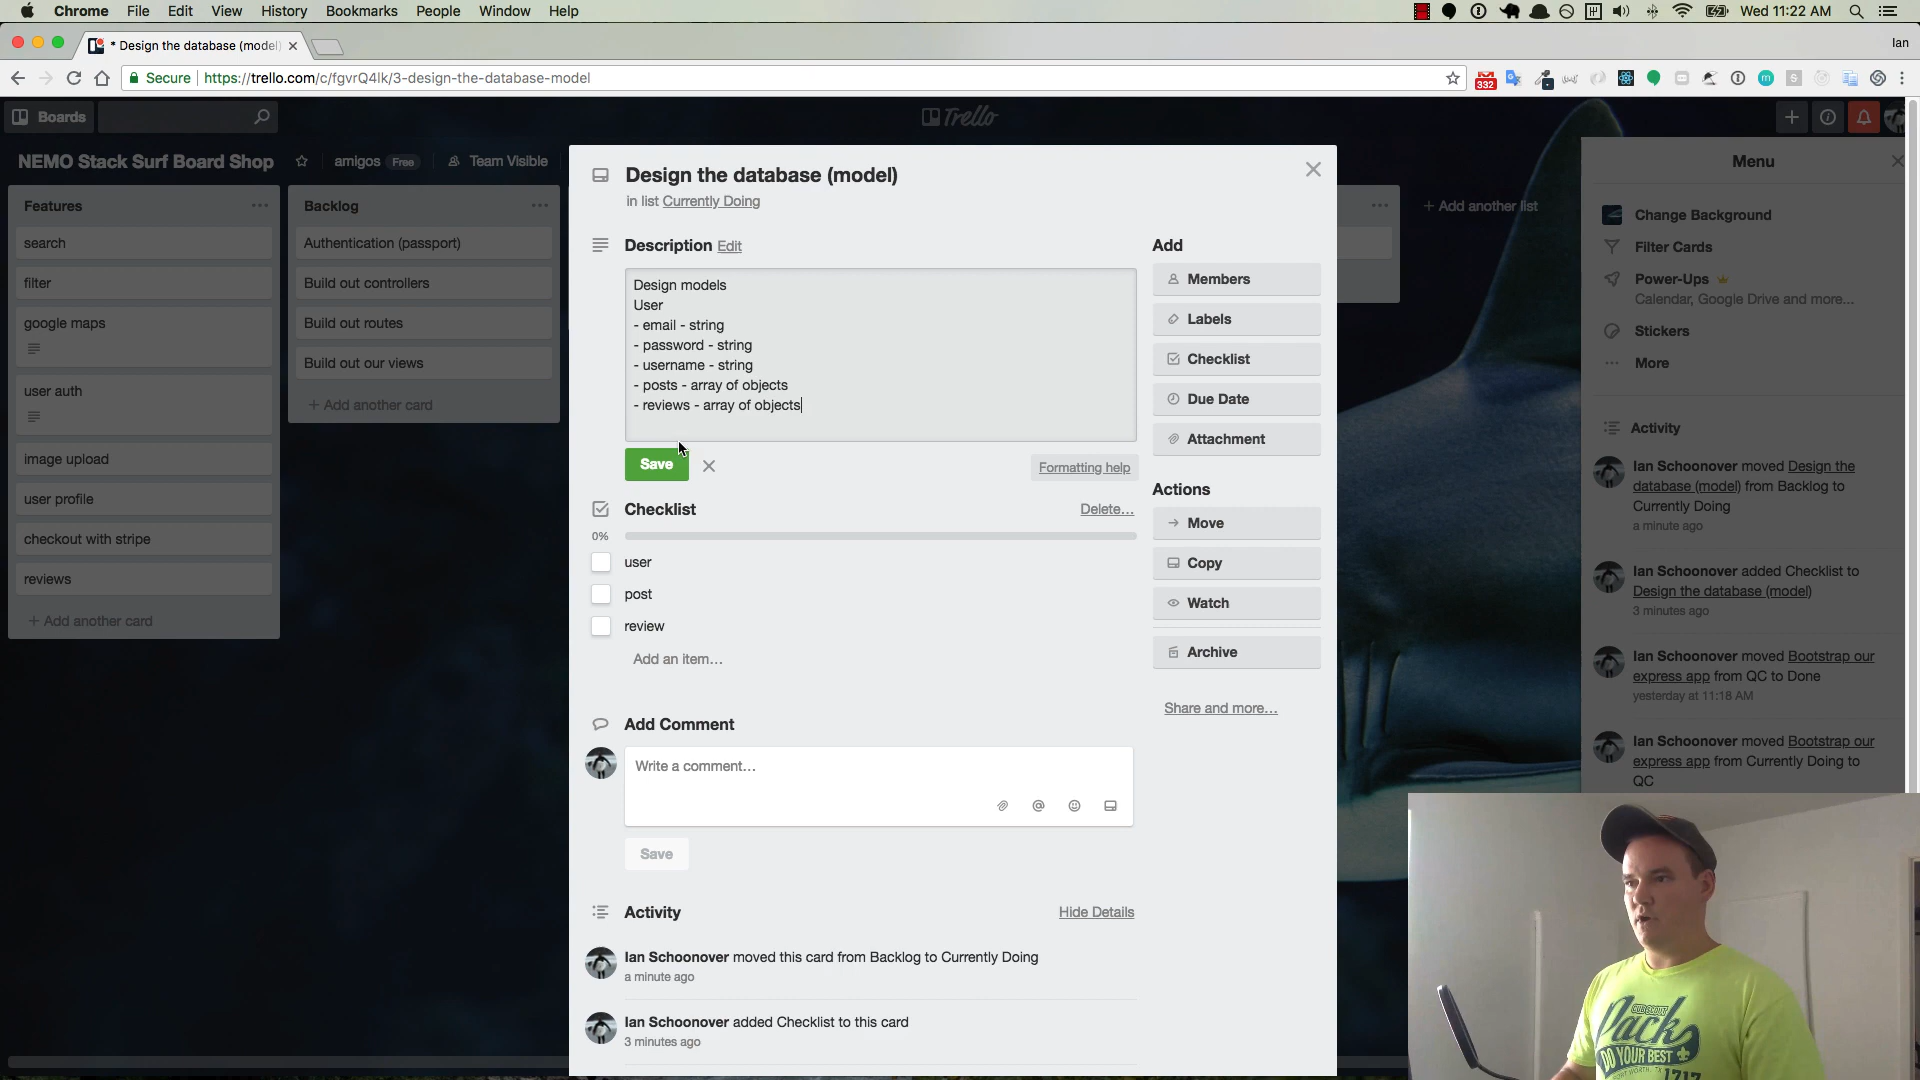 Chrome File Edit View History Bookmarks People Window Help
Wed 11:22 AM
* Design the database (model)
Ian
Secure https://trello.com/c/fgvrQ4lk/3-design-the-database-model
332
Boards
Trello
NEMO Stack Surf Board Shop
amigos Free
Team Visible
Menu
Features
search
filter
google maps
user auth
image upload
user profile
checkout with stripe
reviews
+ Add another card
Backlog
Authentication (passport)
Build out controllers
Build out routes
Build out our views
+ Add another card
+ Add another list
Design the database (model)
in list Currently Doing
Description Edit
Design models
User
- email - string
- password - string
- username - string
- posts - array of objects
- reviews - array of objects
Save
Formatting help
Checklist
Delete…
0%
user
post
review
Add an item…
Add Comment
Write a comment…
Save
Activity
Hide Details
Ian Schoonover moved this card from Backlog to Currently Doing
a minute ago
Ian Schoonover added Checklist to this card
3 minutes ago
Add
Members
Labels
Checklist
Due Date
Attachment
Actions
Move
Copy
Watch
Archive
Share and more…
Change Background
Filter Cards
Power-Ups
Calendar, Google Drive and more…
Stickers
More
Activity
Ian Schoonover moved Design the
database (model) from Backlog to
Currently Doing
a minute ago
Ian Schoonover added Checklist to
Design the database (model)
3 minutes ago
Ian Schoonover moved Bootstrap our
express app from QC to Done
yesterday at 11:18 AM
Ian Schoonover moved Bootstrap our
express app from Currently Doing to
QC
Pack
DO YOUR BEST
1717